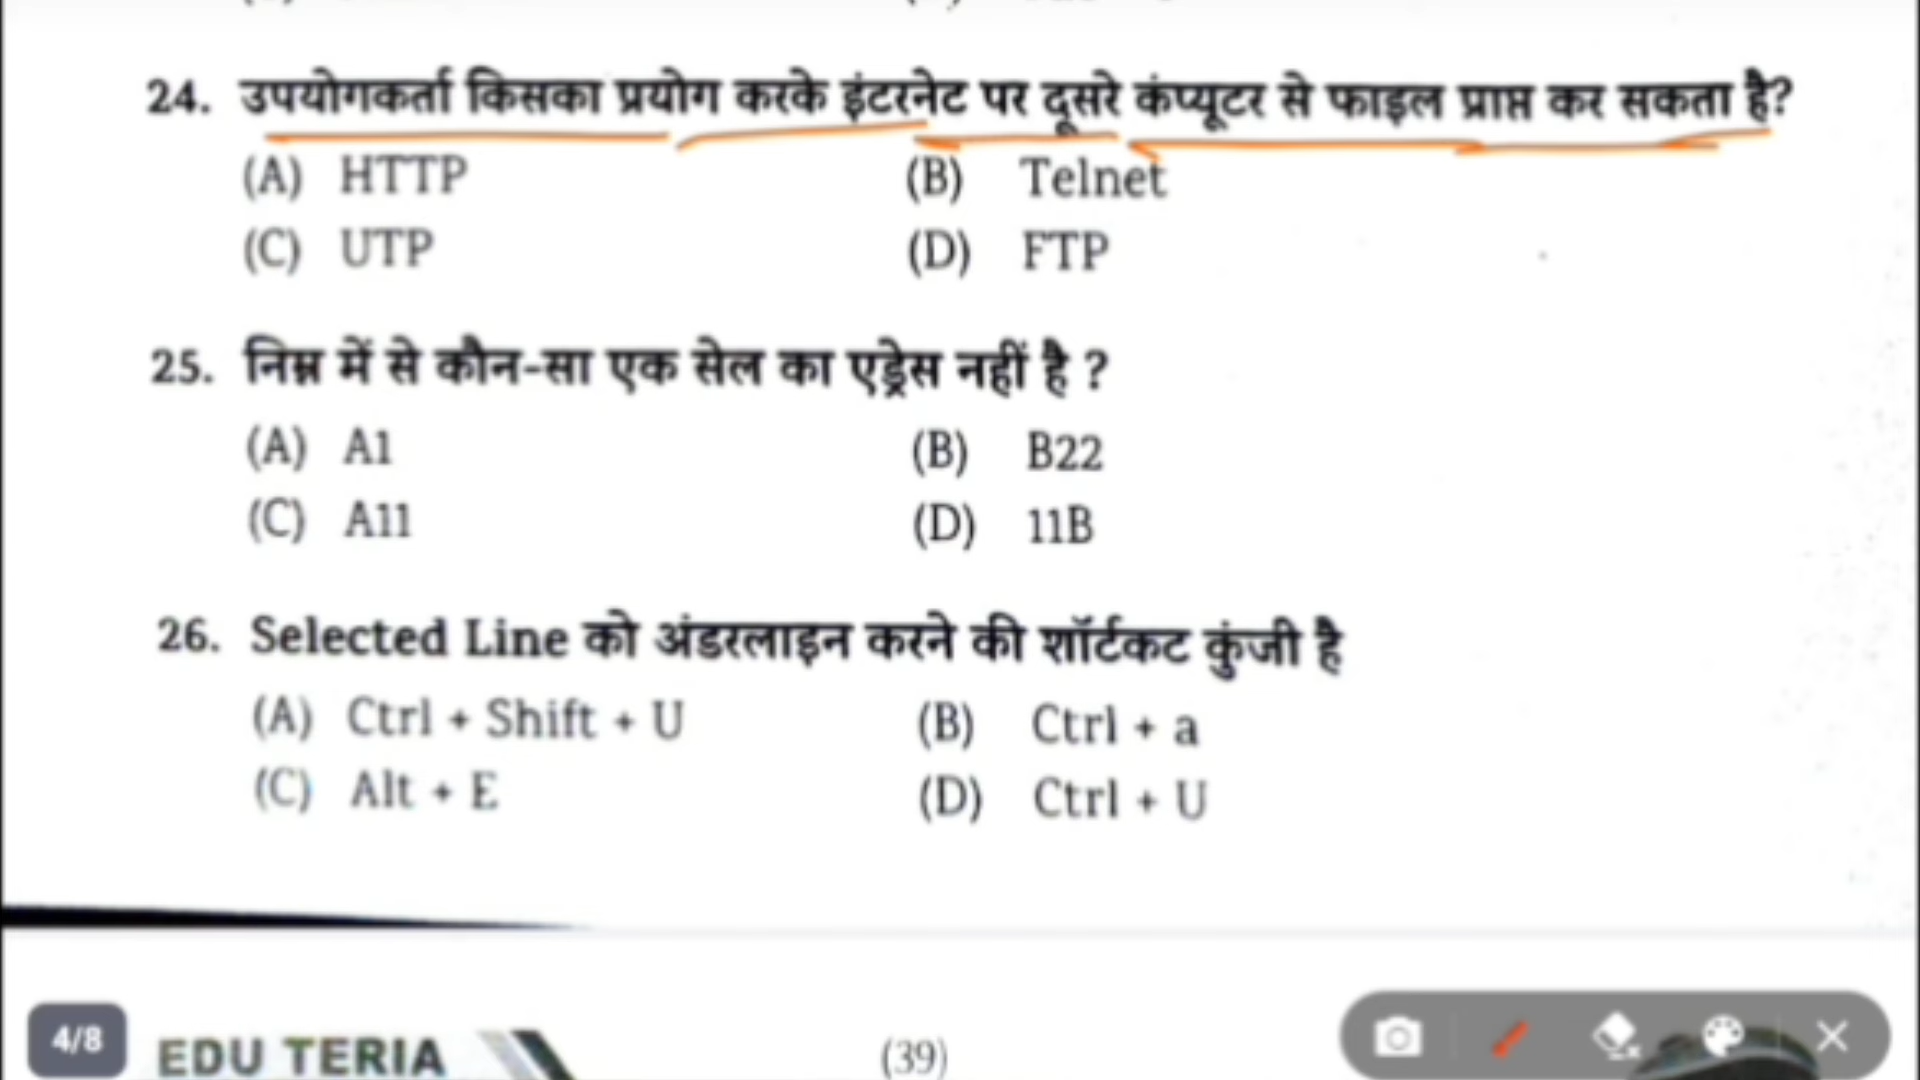 24. उपयोगकर्ता किसका प्रयोग करके इंटरनेट पर दूसरे कंप्यूटर से फाइल प्राप्त कर सकता है?
(A) HTTP (B) Telnet
(C) UTP (D) FTP
25. निम्न में से कौन-सा एक सेल का एड्रेस नहीं है ?
(A) A1 (B) B22
(C) A11 (D) 11B
26. Selected Line को अंडरलाइन करने की शॉर्टकट कुंजी है
(A) Ctrl + Shift + U (B) Ctrl + a
(C) Alt + E (D) Ctrl + U
4/8 EDU TERIA (39)